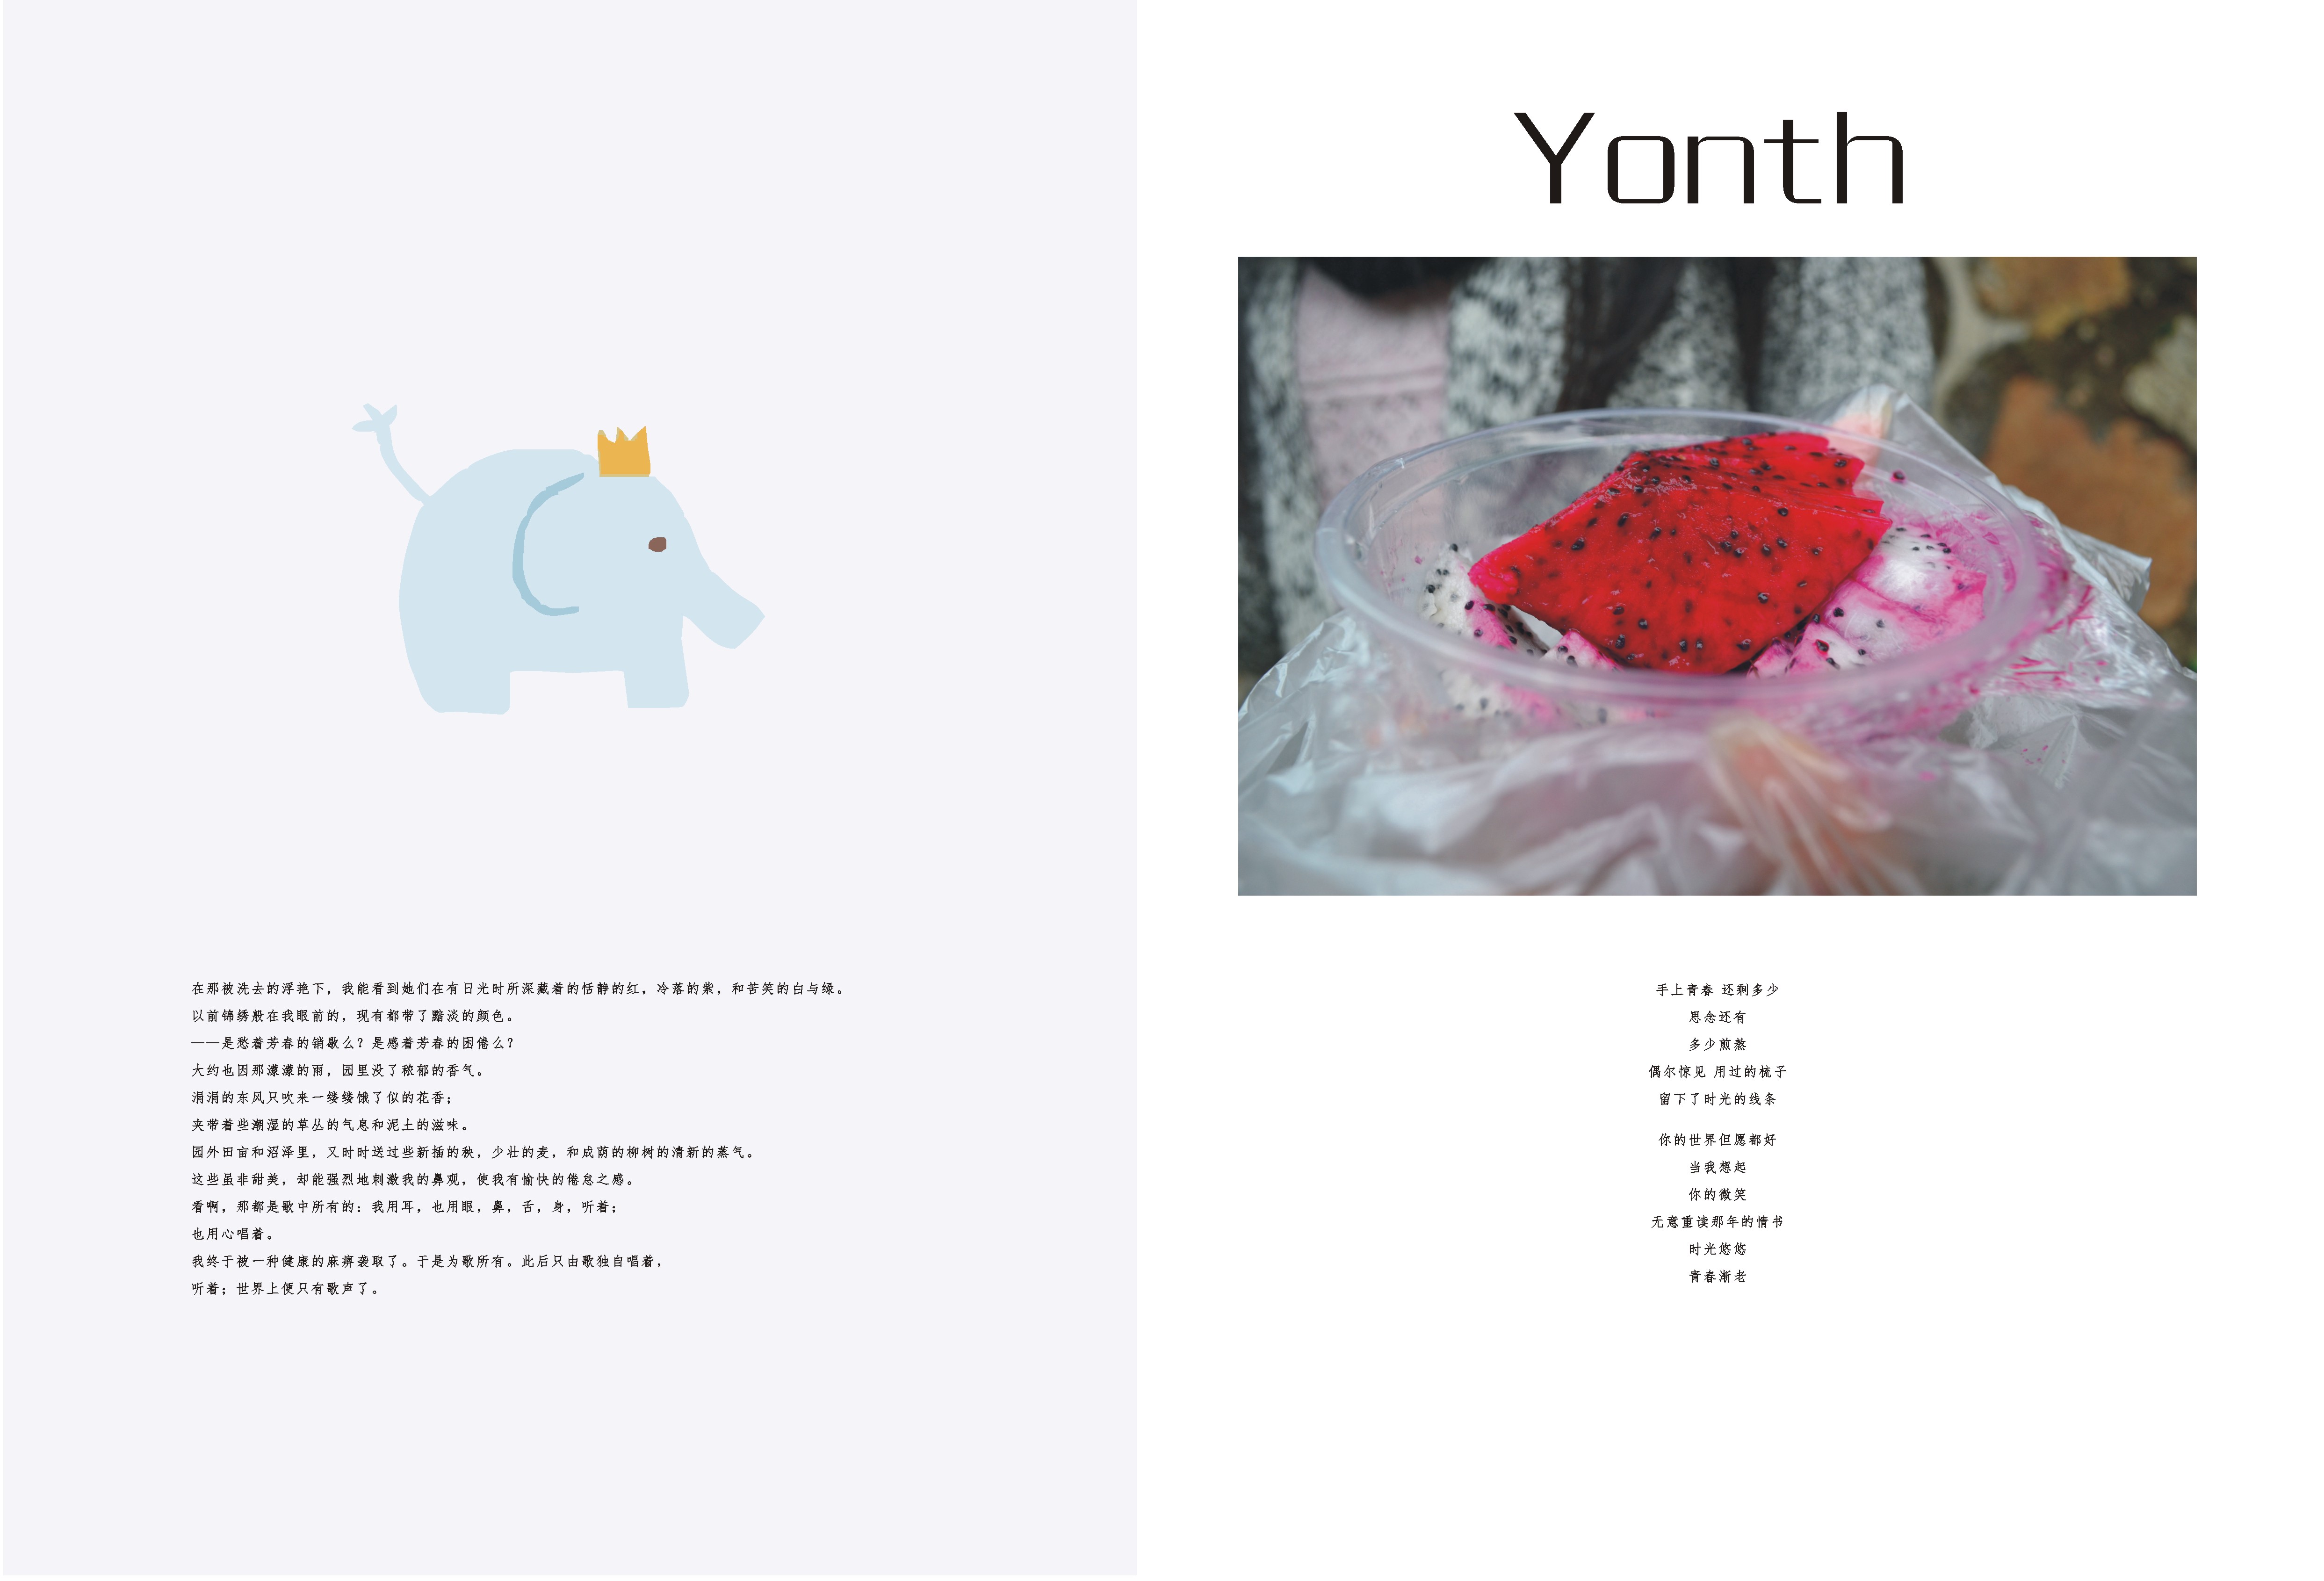 在那被洗去的浮艳下，我能看到她们在有日光时所深藏着的恬静的红，冷落的紫，和苦笑的白与绿。
以前锦绣般在我眼前的，现有都带了黯淡的颜色。
——是愁着芳春的销歇么？是感着芳春的困倦么？
大约也因那濛濛的雨，园里没了秾郁的香气。
涓涓的东风只吹来一缕缕饿了似的花香；
夹带着些潮湿的草丛的气息和泥土的滋味。
园外田亩和沼泽里，又时时送过些新插的秧，少壮的麦，和成荫的柳树的清新的蒸气。
这些虽非甜美，却能强烈地刺激我的鼻观，使我有愉快的倦怠之感。
看啊，那都是歌中所有的：我用耳，也用眼，鼻，舌，身，听着；
也用心唱着。
我终于被一种健康的麻痹袭取了。于是为歌所有。此后只由歌独自唱着，
听着；世界上便只有歌声了。
Yonth
手上青春 还剩多少
思念还有
多少煎熬
偶尔惊见 用过的梳子
留下了时光的线条
你的世界但愿都好
当我想起
你的微笑
无意重读那年的情书
时光悠悠
青春渐老